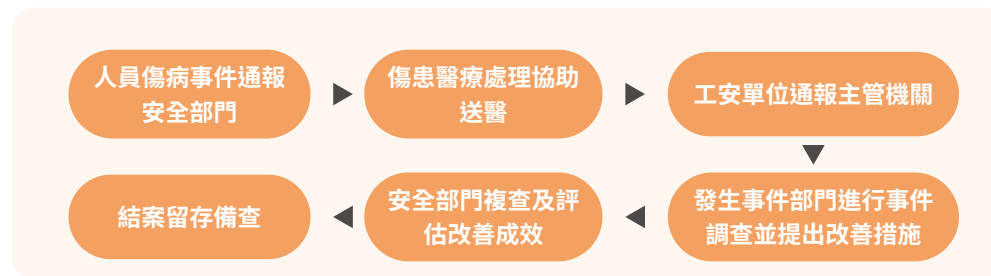 人員傷病事件通報
安全部門
傷患醫療處理協助
送醫
工安單位通報主管機關
發生事件部門進行事件
調查並提出改善措施
安全部門複查及評
估改善成效
結案留存備查